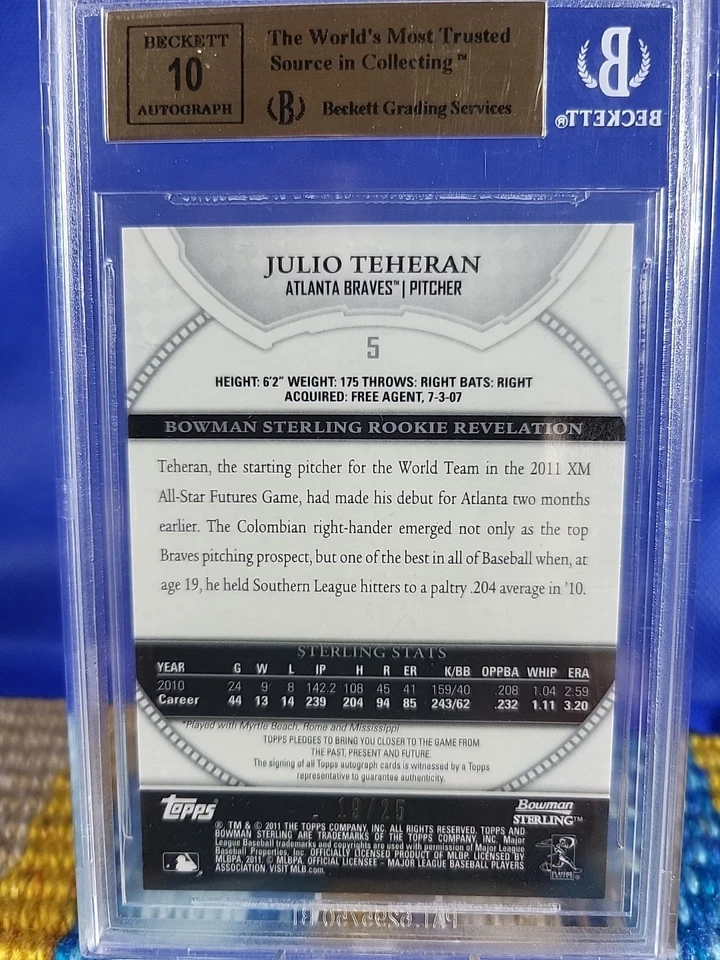 BECKETT
10
AUTOGRAPH
The World's Most Trusted
Source in Collecting™
Beckett Grading Services
B
BECKETT®
JULIO TEHERAN
ATLANTA BRAVES™ | PITCHER
5
HEIGHT: 6'2" WEIGHT: 175 THROWS: RIGHT BATS: RIGHT
ACQUIRED: FREE AGENT, 7-3-07
BOWMAN STERLING ROOKIE REVELATION
Teheran, the starting pitcher for the World Team in the 2011 XM
All-Star Futures Game, had made his debut for Atlanta two months
earlier. The Colombian right-hander emerged not only as the top
Braves pitching prospect, but one of the best in all of Baseball when, at
age 19, he held Southern League hitters to a paltry .204 average in '10.
STERLING STATS
YEAR G W L IP H R ER K/BB OPPBA WHIP ERA
2010 24 9 8 142.2 108 45 41 159/40 .208 1.04 2.59
Career 44 13 14 239 204 94 85 243/62 .232 1.11 3.20
*Played with Myrtle Beach, Rome and Mississippi
TOPPS PLEDGES TO BRING YOU CLOSER TO THE GAME FROM
THE PAST, PRESENT AND FUTURE.
The signing of all Topps autograph cards is witnessed by a Topps
representative to guarantee authenticity.
Topps
19/25
Bowman
STERLING™
®, TM & © 2011 THE TOPPS COMPANY, INC. ALL RIGHTS RESERVED. TOPPS AND
BOWMAN STERLING ARE TRADEMARKS OF THE TOPPS COMPANY, INC. Major
League Baseball trademarks and copyrights are used with permission of Major League
Baseball Properties, Inc. OFFICIALLY LICENSED PRODUCT OF MLBP. LICENSED BY
MLBPA, 2011. © MLBPA. OFFICIAL LICENSEE - MAJOR LEAGUE BASEBALL PLAYERS
ASSOCIATION. VISIT MLB.com.